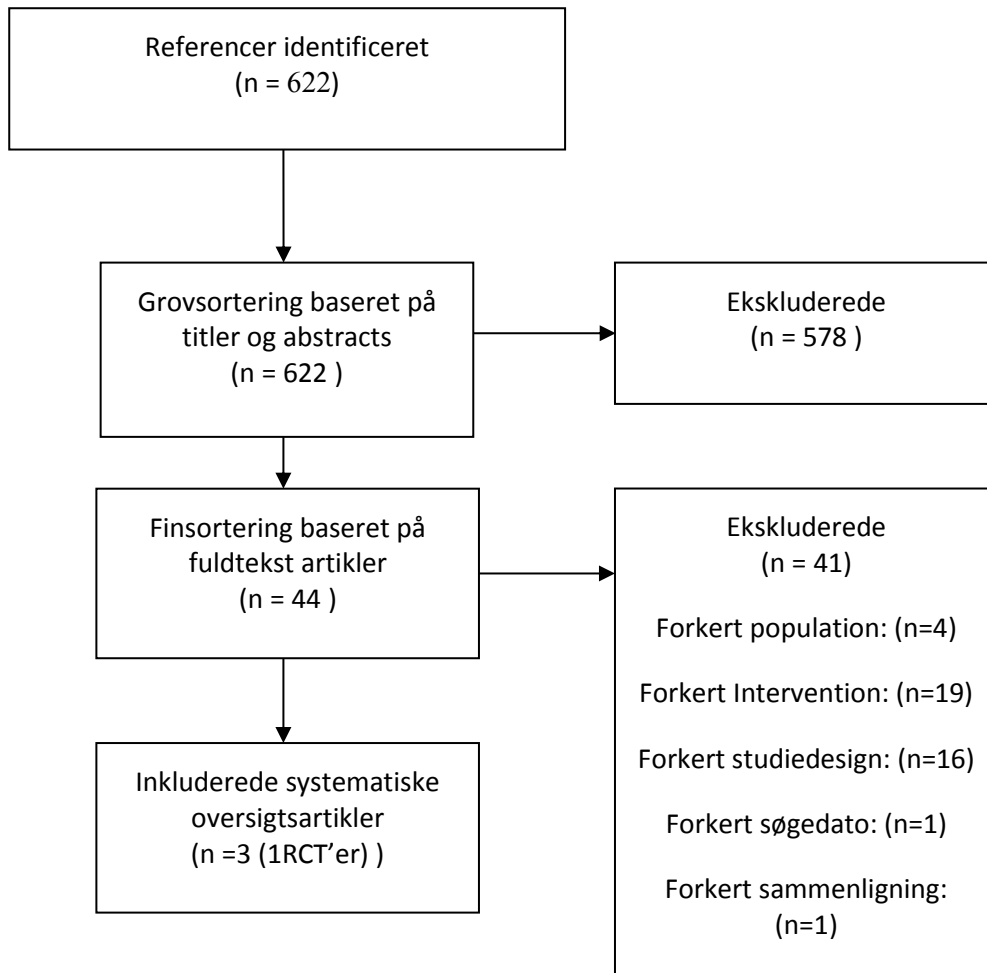 Referencer identificeret
(n = 622)
Grovsortering baseret på
titler og abstracts
(n = 622 )
Ekskluderede
(n = 578 )
Finsortering baseret på
fuldtekst artikler
(n = 44 )
Ekskluderede
(n = 41)
Forkert population: (n=4)
Forkert Intervention: (n=19)
Forkert studiedesign: (n=16)
Forkert søgedato: (n=1)
Forkert sammenligning:
(n=1)
Inkluderede systematiske
oversigtsartikler
(n =3 (1RCT’er) )